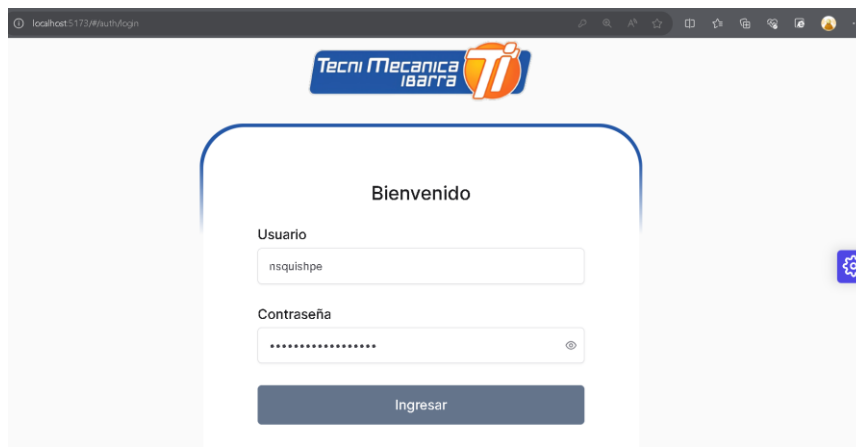 localhost:5173/#/auth/login
Tecni Mecanica
Ibarra
Ti
Bienvenido
Usuario
nsquishpe
Contraseña
••••••••••••••••••
Ingresar